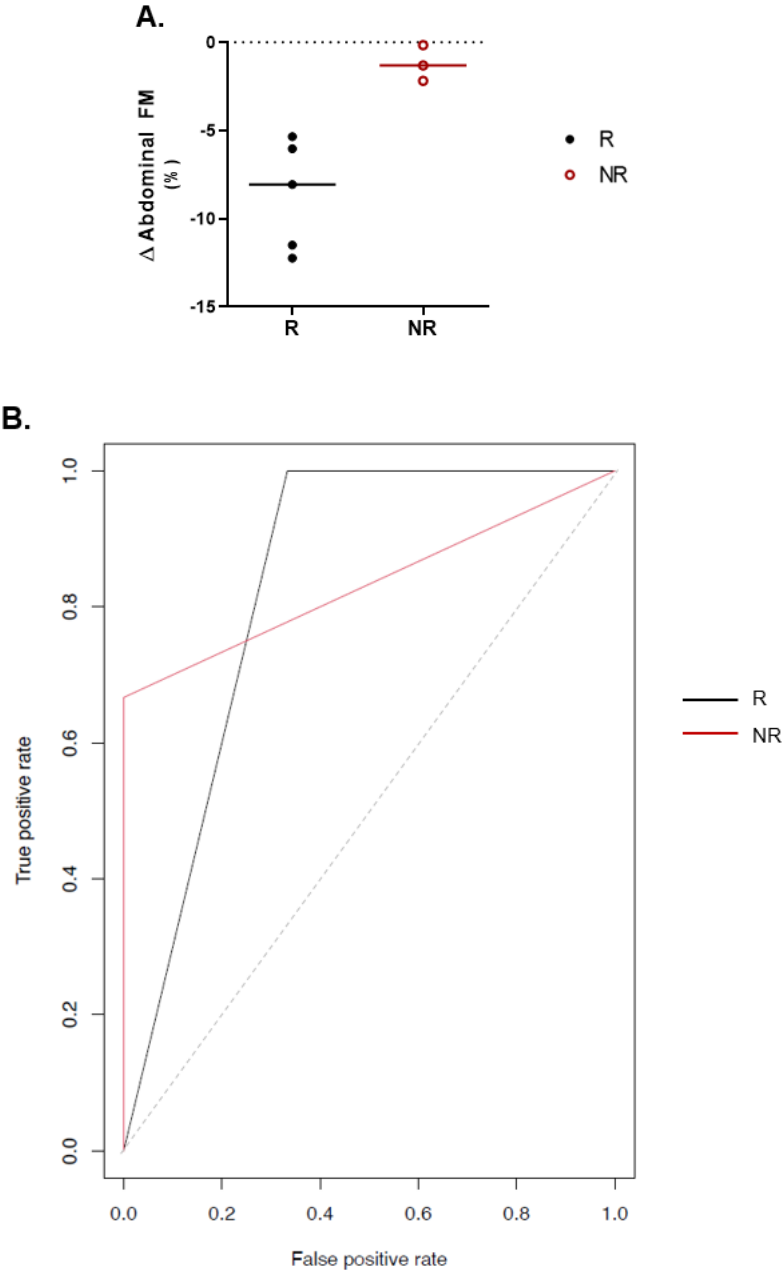 A.
0
-5
-10
-15
Δ Abdominal FM
(%)
R NR
R
NR
B.
1.0
0.8
0.6
0.4
0.2
0.0
True positive rate
0.0 0.2 0.4 0.6 0.8 1.0
False positive rate
R
NR